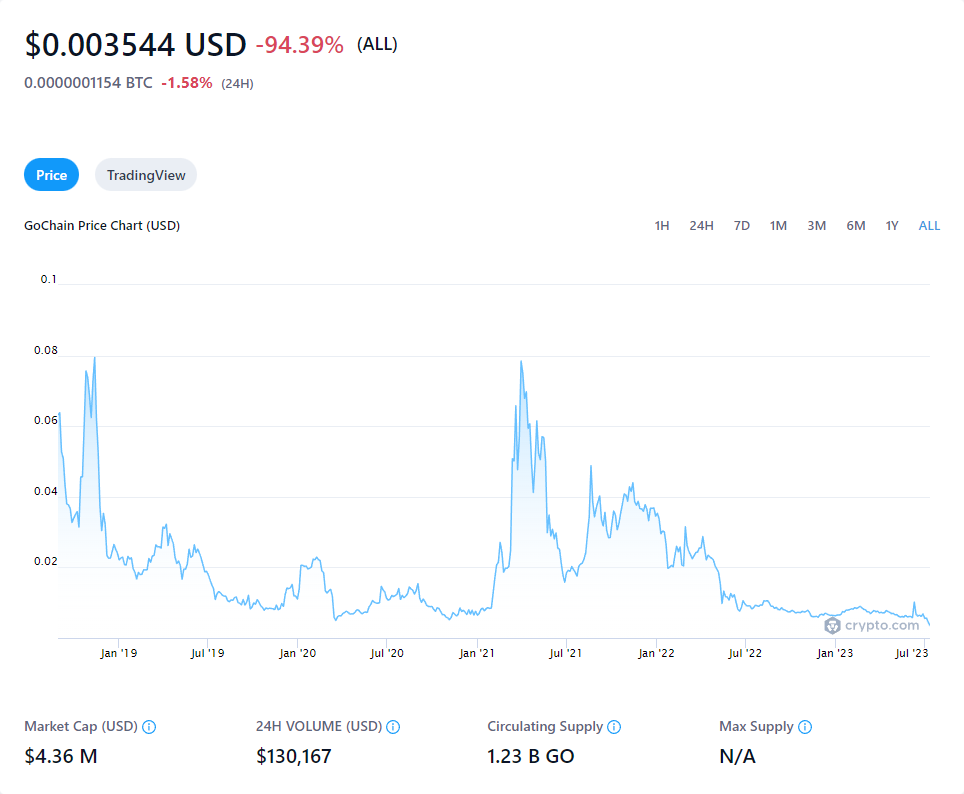 $0.003544 USD -94.39% (ALL)
0.0000001154 BTC -1.58% (24H)
Price TradingView
GoChain Price Chart (USD) 1H 24H 7D 1M 3M 6M 1Y ALL
0.1
0.08
0.06
0.04
0.02
crypto.com
Jan '19 Jul '19 Jan '20 Jul '20 Jan '21 Jul '21 Jan '22 Jul '22 Jan '23 Jul '23
Market Cap (USD) 24H VOLUME (USD) Circulating Supply Max Supply
$4.36 M $130,167 1.23 B GO N/A